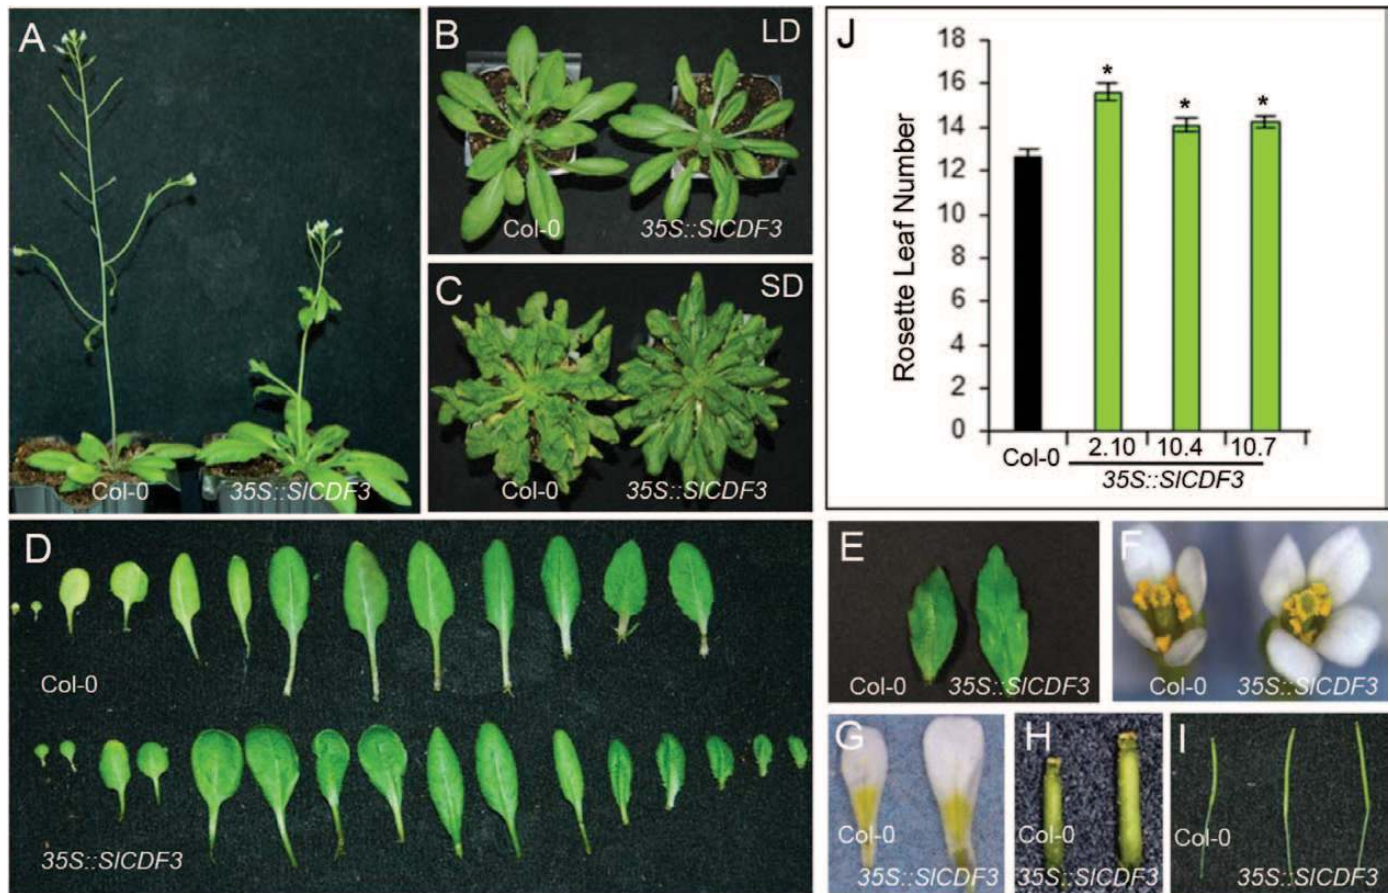 A
Col-0
35S::SlCDF3
B
LD
Col-0
35S::SlCDF3
C
SD
Col-0
35S::SlCDF3
J
Rosette Leaf Number
18
16
14
12
10
8
6
4
2
0
*
*
*
Col-0
2.10
10.4
10.7
35S::SlCDF3
D
Col-0
35S::SlCDF3
E
Col-0
35S::SlCDF3
F
Col-0
35S::SlCDF3
G
Col-0
35S::SlCDF3
H
Col-0
35S::SlCDF3
I
Col-0
35S::SlCDF3